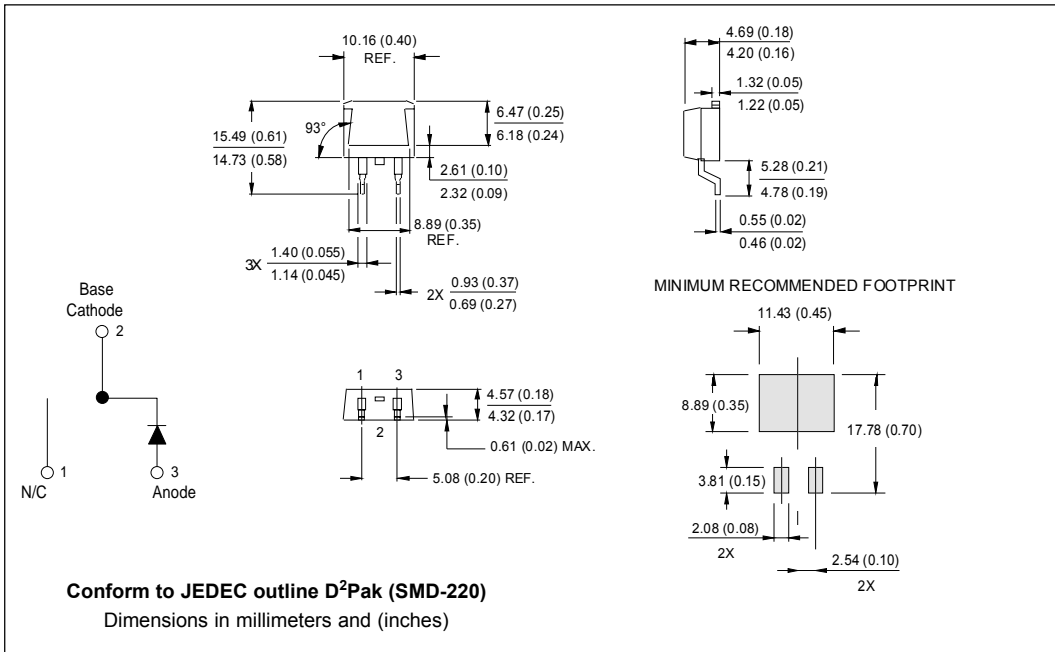 10.16 (0.40)
REF.
93°
15.49 (0.61)
14.73 (0.58)
6.47 (0.25)
6.18 (0.24)
2.61 (0.10)
2.32 (0.09)
8.89 (0.35)
REF.
3X
1.40 (0.055)
1.14 (0.045)
2X
0.93 (0.37)
0.69 (0.27)
4.69 (0.18)
4.20 (0.16)
1.32 (0.05)
1.22 (0.05)
5.28 (0.21)
4.78 (0.19)
0.55 (0.02)
0.46 (0.02)
Base
Cathode
2
1
N/C
3
Anode
1 3
2
4.57 (0.18)
4.32 (0.17)
0.61 (0.02) MAX.
5.08 (0.20) REF.
MINIMUM RECOMMENDED FOOTPRINT
11.43 (0.45)
8.89 (0.35)
17.78 (0.70)
3.81 (0.15)
2.08 (0.08)
2X
2.54 (0.10)
2X
Conform to JEDEC outline D²Pak (SMD-220)
Dimensions in millimeters and (inches)